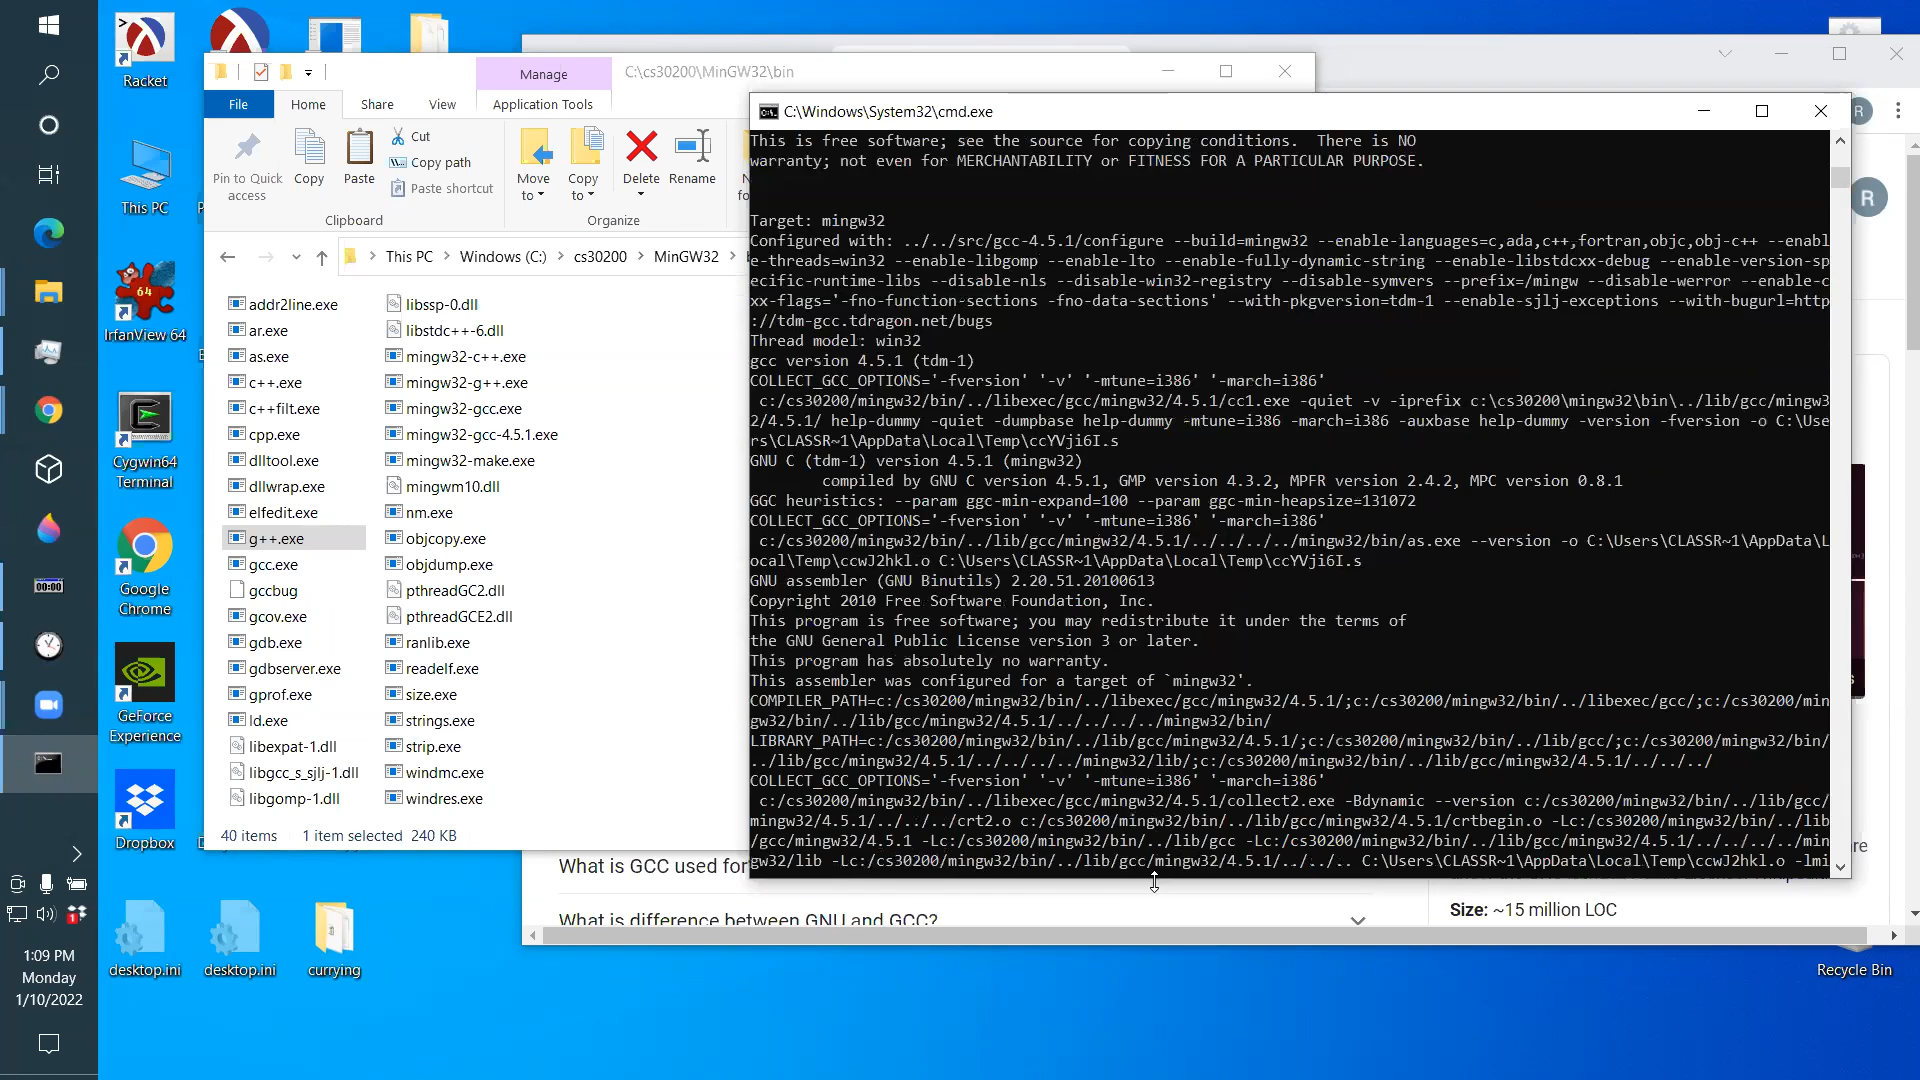 Racket
This PC
IrfanView 64
Cygwin64
Terminal
Google
Chrome
GeForce
Experience
Dropbox
desktop.ini
desktop.ini
currying
Recycle Bin
1:09 PM
Monday
1/10/2022
Manage
C:\cs30200\MinGW32\bin
File
Home
Share
View
Application Tools
Pin to Quick
access
Copy
Paste
Cut
Copy path
Paste shortcut
Clipboard
Move
to
Copy
to
Delete
Rename
Organize
This PC
Windows (C:)
cs30200
MinGW32
addr2line.exe
ar.exe
as.exe
c++.exe
c++filt.exe
cpp.exe
dlltool.exe
dllwrap.exe
elfedit.exe
g++.exe
gcc.exe
gccbug
gcov.exe
gdb.exe
gdbserver.exe
gprof.exe
ld.exe
libexpat-1.dll
libgcc_s_sjlj-1.dll
libgomp-1.dll
libssp-0.dll
libstdc++-6.dll
mingw32-c++.exe
mingw32-g++.exe
mingw32-gcc.exe
mingw32-gcc-4.5.1.exe
mingw32-make.exe
mingwm10.dll
nm.exe
objcopy.exe
objdump.exe
pthreadGC2.dll
pthreadGCE2.dll
ranlib.exe
readelf.exe
size.exe
strings.exe
strip.exe
windmc.exe
windres.exe
40 items 1 item selected 240 KB
C:\Windows\System32\cmd.exe
This is free software; see the source for copying conditions.  There is NO
warranty; not even for MERCHANTABILITY or FITNESS FOR A PARTICULAR PURPOSE.
Target: mingw32
Configured with: ../../src/gcc-4.5.1/configure --build=mingw32 --enable-languages=c,ada,c++,fortran,objc,obj-c++ --enabl
e-threads=win32 --enable-libgomp --enable-lto --enable-fully-dynamic-string --enable-libstdcxx-debug --enable-version-sp
ecific-runtime-libs --disable-nls --disable-win32-registry --disable-symvers --prefix=/mingw --disable-werror --enable-c
xx-flags='-fno-function-sections -fno-data-sections' --with-pkgversion=tdm-1 --enable-sjlj-exceptions --with-bugurl=http
://tdm-gcc.tdragon.net/bugs
Thread model: win32
gcc version 4.5.1 (tdm-1)
COLLECT_GCC_OPTIONS='-fversion' '-v' '-mtune=i386' '-march=i386'
c:/cs30200/mingw32/bin/../libexec/gcc/mingw32/4.5.1/cc1.exe -quiet -v -iprefix c:\cs30200\mingw32\bin\../lib/gcc/mingw3
2/4.5.1/ help-dummy -quiet -dumpbase help-dummy -mtune=i386 -march=i386 -auxbase help-dummy -version -fversion -o C:\Use
rs\CLASSR~1\AppData\Local\Temp\ccYVji6I.s
GNU C (tdm-1) version 4.5.1 (mingw32)
compiled by GNU C version 4.5.1, GMP version 4.3.2, MPFR version 2.4.2, MPC version 0.8.1
GGC heuristics: --param ggc-min-expand=100 --param ggc-min-heapsize=131072
COLLECT_GCC_OPTIONS='-fversion' '-v' '-mtune=i386' '-march=i386'
c:/cs30200/mingw32/bin/../lib/gcc/mingw32/4.5.1/../../../../mingw32/bin/as.exe --version -o C:\Users\CLASSR~1\AppData\L
ocal\Temp\ccwJ2hkl.o C:\Users\CLASSR~1\AppData\Local\Temp\ccYVji6I.s
GNU assembler (GNU Binutils) 2.20.51.20100613
Copyright 2010 Free Software Foundation, Inc.
This program is free software; you may redistribute it under the terms of
the GNU General Public License version 3 or later.
This program has absolutely no warranty.
This assembler was configured for a target of `mingw32'.
COMPILER_PATH=c:/cs30200/mingw32/bin/../libexec/gcc/mingw32/4.5.1/;c:/cs30200/mingw32/bin/../libexec/gcc/;c:/cs30200/min
gw32/bin/../lib/gcc/mingw32/4.5.1/../../../../mingw32/bin/
LIBRARY_PATH=c:/cs30200/mingw32/bin/../lib/gcc/mingw32/4.5.1/;c:/cs30200/mingw32/bin/../lib/gcc/;c:/cs30200/mingw32/bin/
../lib/gcc/mingw32/4.5.1/../../../../mingw32/lib/;c:/cs30200/mingw32/bin/../lib/gcc/mingw32/4.5.1/../../../
COLLECT_GCC_OPTIONS='-fversion' '-v' '-mtune=i386' '-march=i386'
c:/cs30200/mingw32/bin/../libexec/gcc/mingw32/4.5.1/collect2.exe -Bdynamic --version c:/cs30200/mingw32/bin/../lib/gcc/
mingw32/4.5.1/../../../crt2.o c:/cs30200/mingw32/bin/../lib/gcc/mingw32/4.5.1/crtbegin.o -Lc:/cs30200/mingw32/bin/../lib
/gcc/mingw32/4.5.1 -Lc:/cs30200/mingw32/bin/../lib/gcc -Lc:/cs30200/mingw32/bin/../lib/gcc/mingw32/4.5.1/../../../../min
gw32/lib -Lc:/cs30200/mingw32/bin/../lib/gcc/mingw32/4.5.1/../../.. C:\Users\CLASSR~1\AppData\Local\Temp\ccwJ2hkl.o -lmi
What is GCC used for
What is difference between GNU and GCC?
Size: ~15 million LOC
R
R
64
00:00